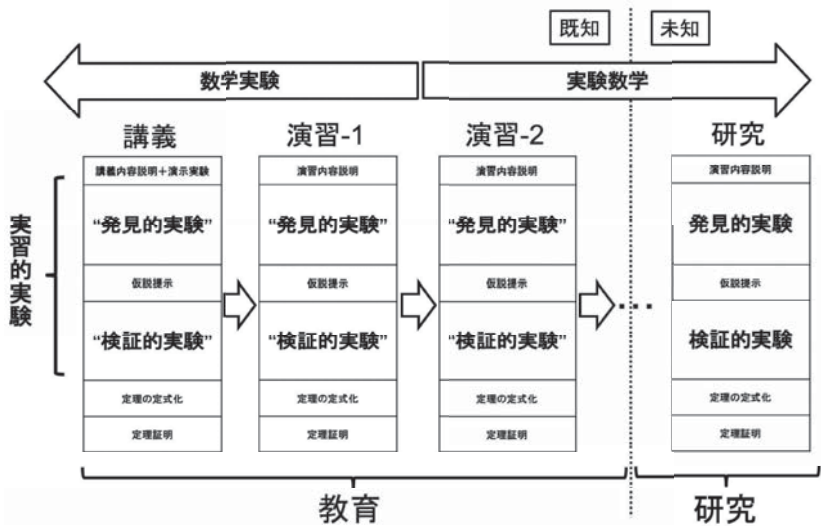 既知
未知
数学実験
実験数学
講義
演習-1
演習-2
研究
実習的実験
講義内容説明+演示実験
“発見的実験”
仮説提示
“検証的実験”
定理の定式化
定理証明
演習内容説明
“発見的実験”
仮説提示
“検証的実験”
定理の定式化
定理証明
演習内容説明
“発見的実験”
仮説提示
“検証的実験”
定理の定式化
定理証明
...
演習内容説明
発見的実験
仮説提示
検証的実験
定理の定式化
定理証明
教育
研究